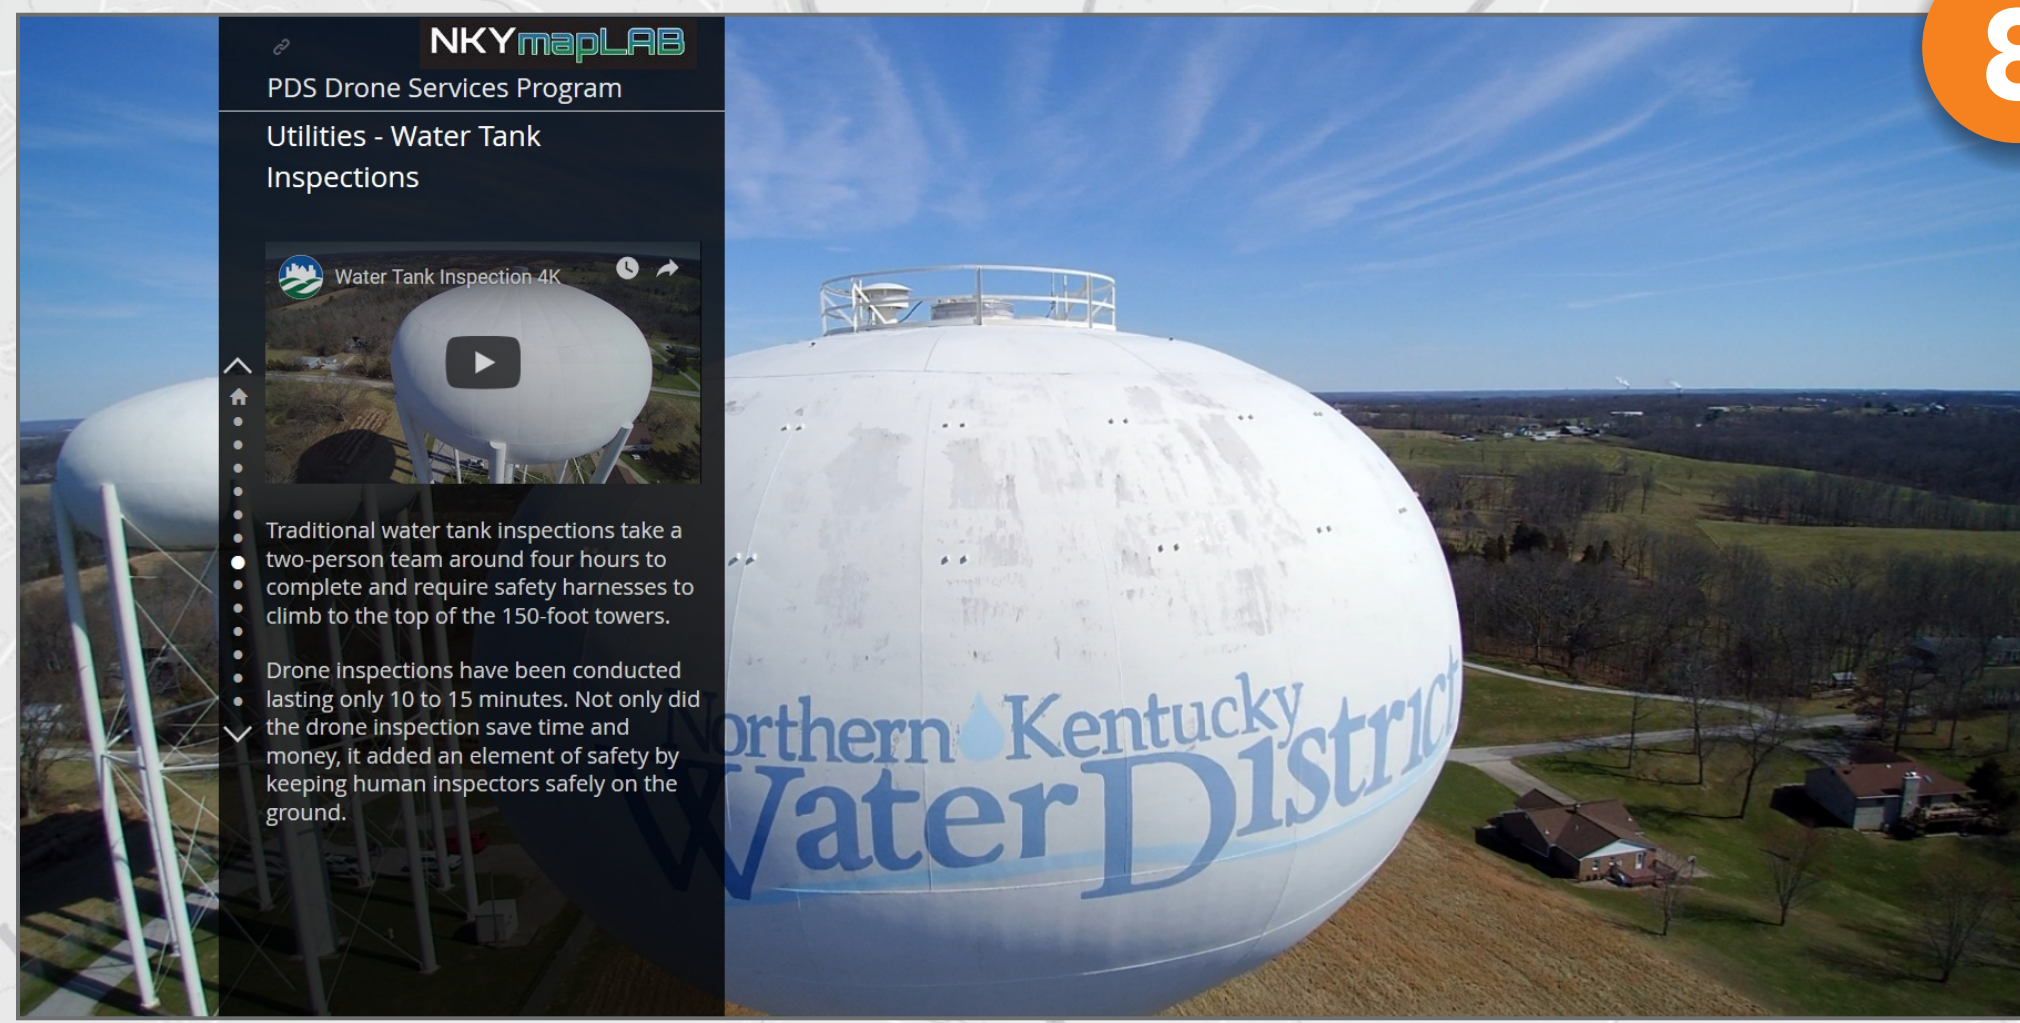 NKYmapLAB
8
PDS Drone Services Program
Utilities - Water Tank
Inspections
Water Tank Inspection 4K
Traditional water tank inspections take a
two-person team around four hours to
complete and require safety harnesses to
climb to the top of the 150-foot towers.
Drone inspections have been conducted
lasting only 10 to 15 minutes. Not only did
the drone inspection save time and
money, it added an element of safety by
keeping human inspectors safely on the
ground.
Northern Kentucky
Water District